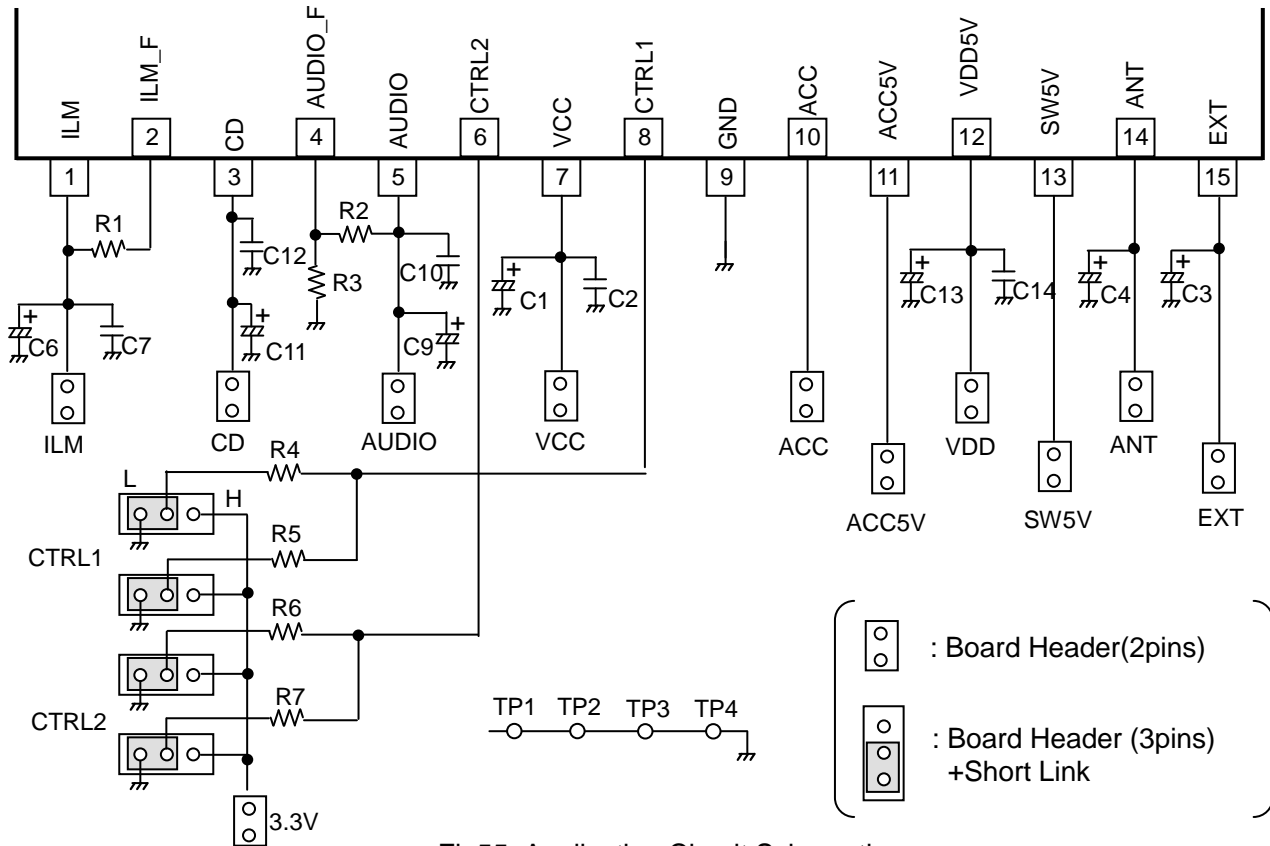 ILM
ILM_F
CD
AUDIO_F
AUDIO
CTRL2
VCC
CTRL1
GND
ACC
ACC5V
VDD5V
SW5V
ANT
EXT
2 4 6 8 10 12 14
1 3 5 7 9 11 13 15
R1
R2
R3
C12
C10
+ C1
C2
+ C13
C14
+ C4
+ C3
+ C6
C7
+ C11
C9 +
ILM
CD
AUDIO
VCC
ACC
VDD
ANT
ACC5V
SW5V
EXT
R4
L
H
CTRL1
R5
R6
CTRL2
R7
3.3V
TP1 TP2 TP3 TP4
: Board Header(2pins)
: Board Header (3pins)
+Short Link